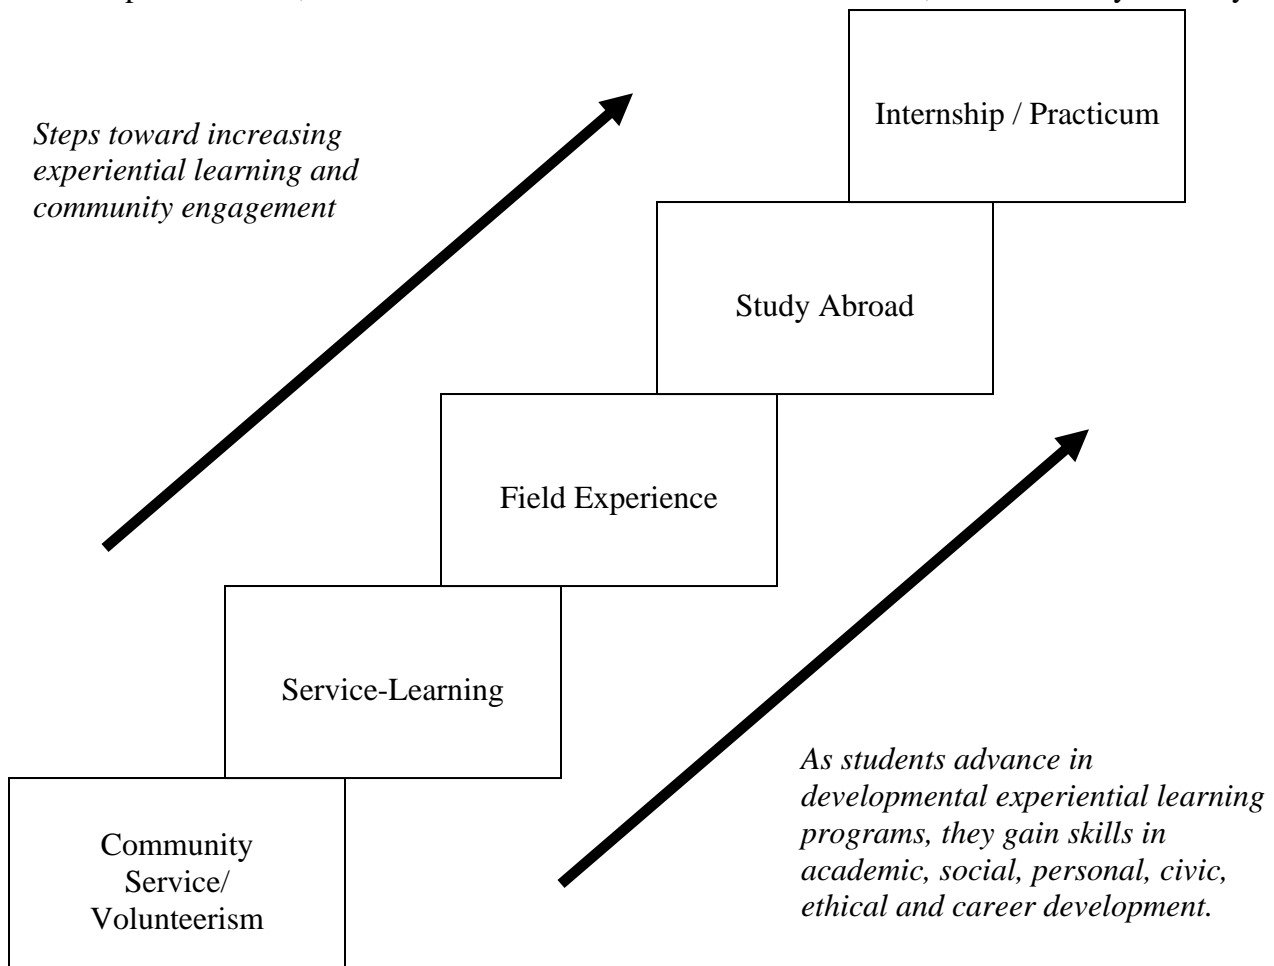 Internship / Practicum
Steps toward increasing
experiential learning and
community engagement
Study Abroad
Field Experience
Service-Learning
As students advance in
developmental experiential learning
programs, they gain skills in
academic, social, personal, civic,
ethical and career development.
Community
Service/
Volunteerism